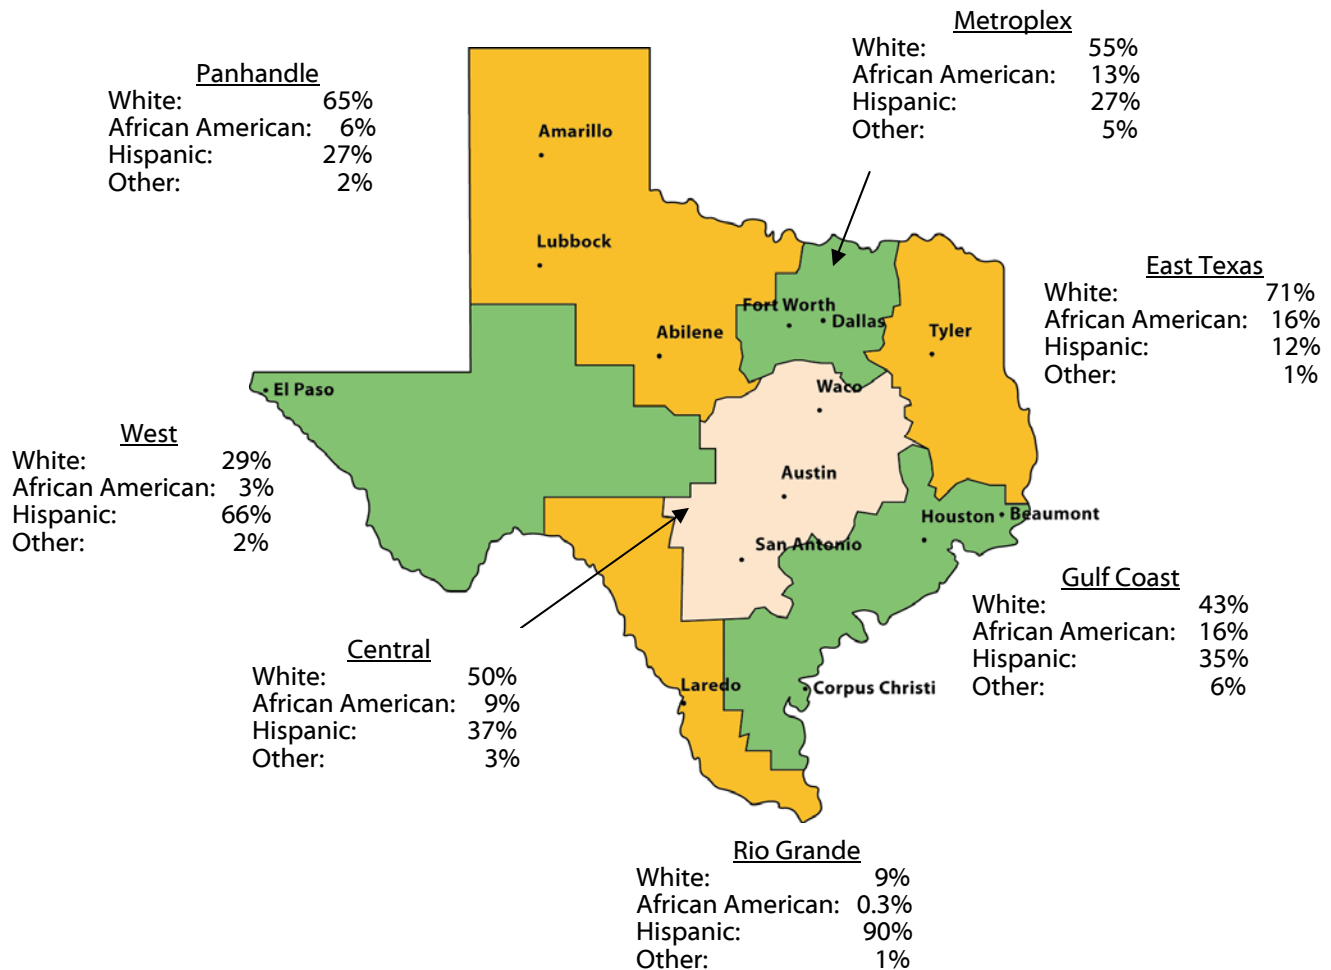 Metroplex
White: 55%
African American: 13%
Hispanic: 27%
Other: 5%
Panhandle
White: 65%
African American: 6%
Hispanic: 27%
Other: 2%
Amarillo
Lubbock
East Texas
White: 71%
African American: 16%
Hispanic: 12%
Other: 1%
Fort Worth
Dallas
Abilene
Tyler
El Paso
Waco
West
White: 29%
African American: 3%
Hispanic: 66%
Other: 2%
Austin
Houston
Beaumont
San Antonio
Gulf Coast
White: 43%
African American: 16%
Hispanic: 35%
Other: 6%
Central
White: 50%
African American: 9%
Hispanic: 37%
Other: 3%
Laredo
Corpus Christi
Rio Grande
White: 9%
African American: 0.3%
Hispanic: 90%
Other: 1%